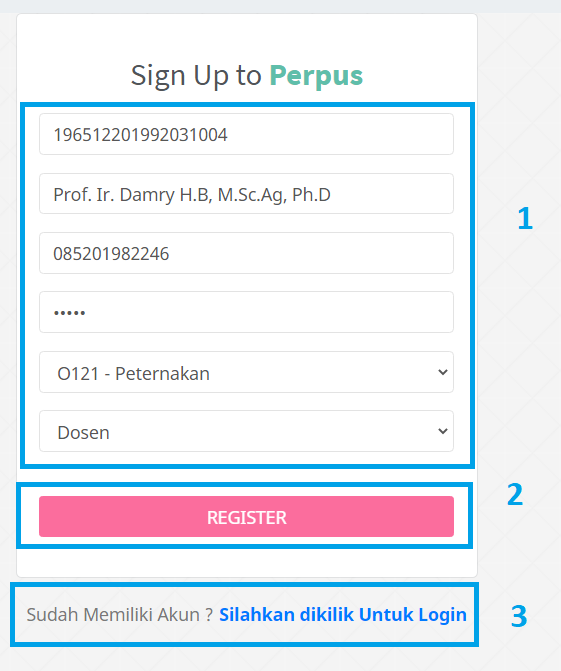 Sign Up to Perpus
196512201992031004
Prof. Ir. Damry H.B, M.Sc.Ag, Ph.D
1
085201982246
•••••
O121 - Peternakan
Dosen
REGISTER
2
Sudah Memiliki Akun ? Silahkan dikilik Untuk Login
3